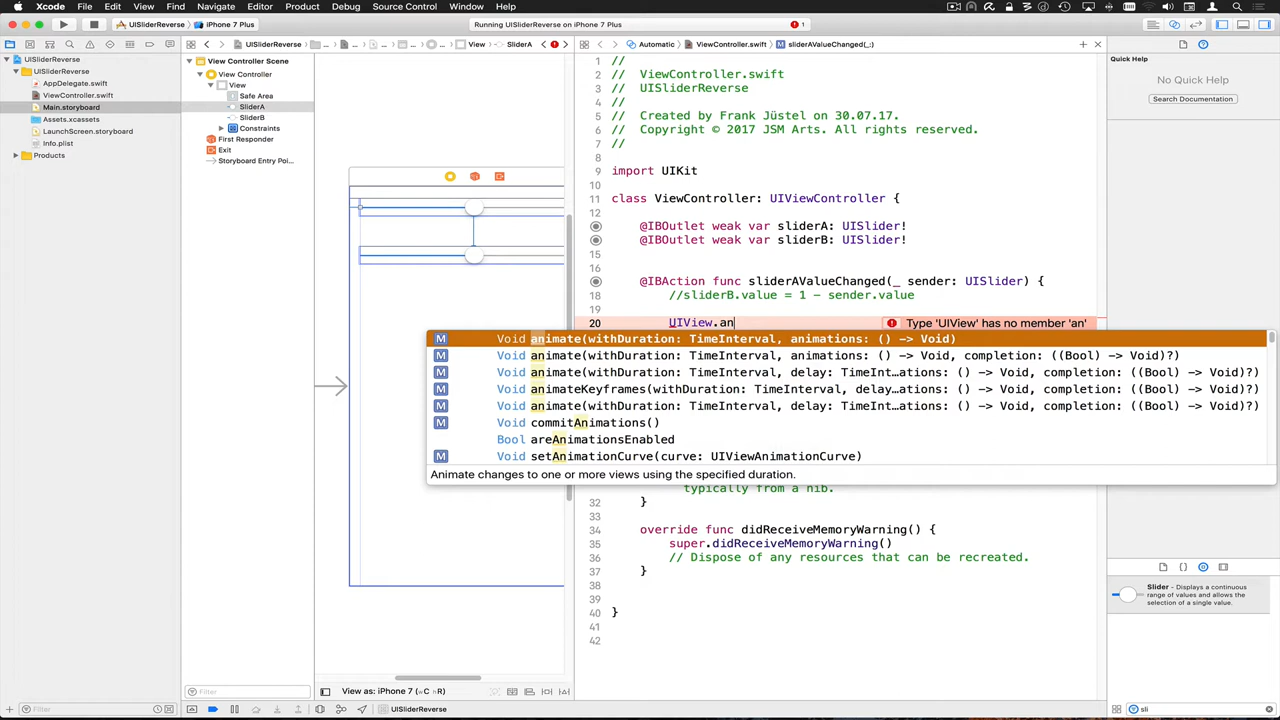 Xcode File Edit View Find Navigate Editor Product Debug Source Control Window Help
UISliderReverse iPhone 7 Plus Running UISliderReverse on iPhone 7 Plus 1
UISliderReverse View SliderA Automatic ViewController.swift sliderAValueChanged(_:)
UISliderReverse
UISliderReverse
AppDelegate.swift
ViewController.swift
Main.storyboard
Assets.xcassets
LaunchScreen.storyboard
Info.plist
Products
View Controller Scene
View Controller
View
Safe Area
SliderA
SliderB
Constraints
First Responder
Exit
Storyboard Entry Poi...
1 //
2 // ViewController.swift
3 // UISliderReverse
4 //
5 // Created by Frank Jüstel on 30.07.17.
6 // Copyright © 2017 JSM Arts. All rights reserved.
7 //
8
9 import UIKit
10
11 class ViewController: UIViewController {
12
@IBOutlet weak var sliderA: UISlider!
@IBOutlet weak var sliderB: UISlider!
15
16
@IBAction func sliderAValueChanged(_ sender: UISlider) {
18 //sliderB.value = 1 - sender.value
19
20 UIView.an Type 'UIView' has no member 'an'
M Void animate(withDuration: TimeInterval, animations: () -> Void)
M Void animate(withDuration: TimeInterval, animations: () -> Void, completion: ((Bool) -> Void)?)
M Void animate(withDuration: TimeInterval, delay: TimeInt…ations: () -> Void, completion: ((Bool) -> Void)?)
M Void animateKeyframes(withDuration: TimeInterval, delay…ations: () -> Void, completion: ((Bool) -> Void)?)
M Void animate(withDuration: TimeInterval, delay: TimeInt…ations: () -> Void, completion: ((Bool) -> Void)?)
M Void commitAnimations()
M Bool areAnimationsEnabled
M Void setAnimationCurve(curve: UIViewAnimationCurve)
Animate changes to one or more views using the specified duration.
typically from a nib.
32 }
33
34 override func didReceiveMemoryWarning() {
35 super.didReceiveMemoryWarning()
36 // Dispose of any resources that can be recreated.
37 }
38
39
40 }
41
42
Quick Help
No Quick Help
Search Documentation
Slider - Displays a continuous
range of values and allows the
selection of a single value.
Filter
Filter
View as: iPhone 7 (wC hR)
UISliderReverse
sli